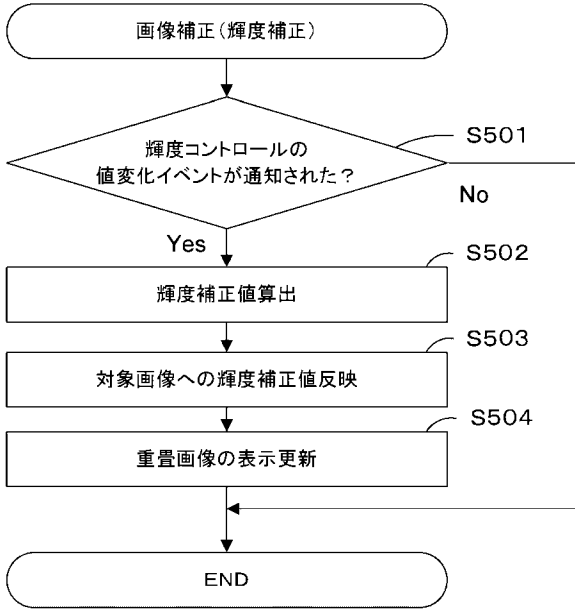 画像補正(輝度補正)
輝度コントロールの
値変化イベントが通知された?
S501
No
Yes
S502
輝度補正値算出
S503
対象画像への輝度補正値反映
S504
重畳画像の表示更新
END